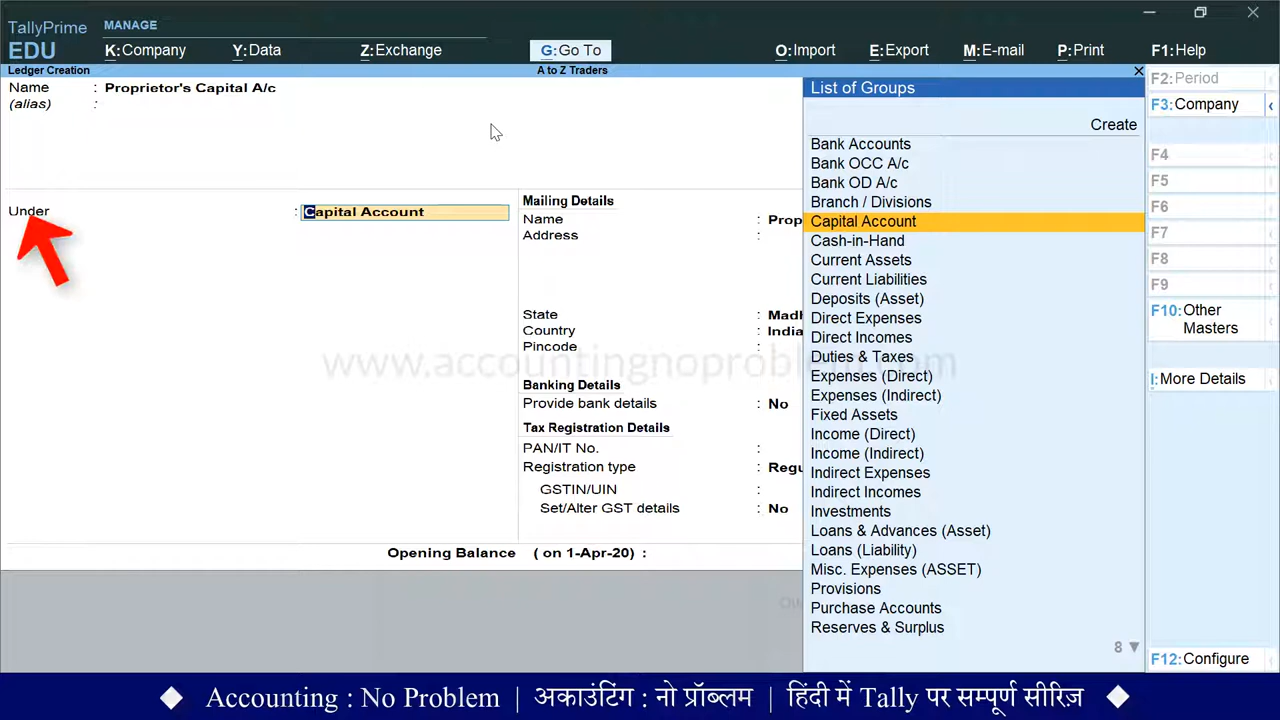 TallyPrime
EDU
MANAGE
K:Company
Y:Data
Z:Exchange
G:Go To
O:Import
E:Export
M:E-mail
P:Print
F1:Help
Ledger Creation
A to Z Traders
Name : Proprietor's Capital A/c
(alias) :
Under : Capital Account
Mailing Details
Name : Prop
Address :
State : Madh
Country : India
Pincode :
www.accountingnoproblem.com
Banking Details
Provide bank details : No
Tax Registration Details
PAN/IT No. :
Registration type : Regu
GSTIN/UIN :
Set/Alter GST details : No
Opening Balance ( on 1-Apr-20) :
List of Groups
Create
Bank Accounts
Bank OCC A/c
Bank OD A/c
Branch / Divisions
Capital Account
Cash-in-Hand
Current Assets
Current Liabilities
Deposits (Asset)
Direct Expenses
Direct Incomes
Duties & Taxes
Expenses (Direct)
Expenses (Indirect)
Fixed Assets
Income (Direct)
Income (Indirect)
Indirect Expenses
Indirect Incomes
Investments
Loans & Advances (Asset)
Loans (Liability)
Misc. Expenses (ASSET)
Provisions
Purchase Accounts
Reserves & Surplus
8 ▼
F2:Period
F3:Company
F4
F5
F6
F7
F8
F9
F10:Other
Masters
I:More Details
F12:Configure
◆ Accounting : No Problem | अकाउंटिंग : नो प्रॉब्लम | हिंदी में Tally पर सम्पूर्ण सीरिज़ ◆